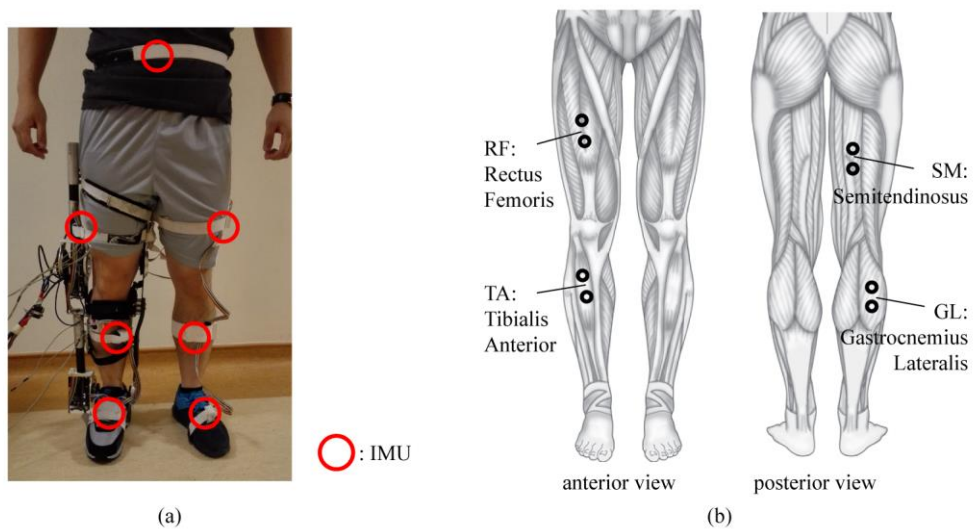 : IMU
(a)
RF:
Rectus
Femoris
TA:
Tibialis
Anterior
SM:
Semitendinosus
GL:
Gastrocnemius
Lateralis
anterior view
posterior view
(b)